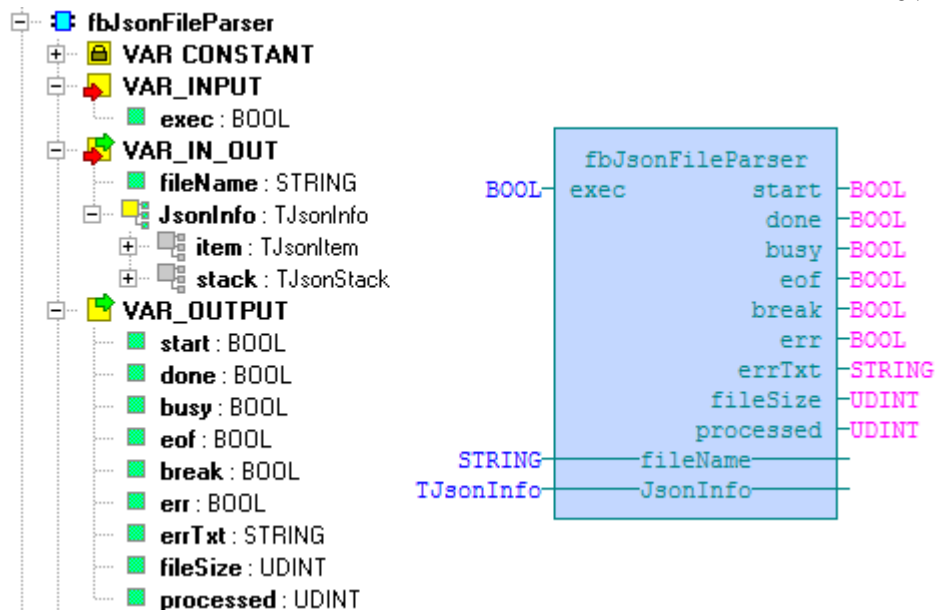 fbJsonFileParser
VAR CONSTANT
VAR_INPUT
exec : BOOL
VAR_IN_OUT
fileName : STRING
JsonInfo : TJsonInfo
item : TJsonItem
stack : TJsonStack
VAR_OUTPUT
start : BOOL
done : BOOL
busy : BOOL
eof : BOOL
break : BOOL
err : BOOL
errTxt : STRING
fileSize : UDINT
processed : UDINT
fbJsonFileParser
BOOL exec start BOOL
done BOOL
busy BOOL
eof BOOL
break BOOL
err BOOL
errTxt STRING
fileSize UDINT
processed UDINT
STRING fileName
TJsonInfo JsonInfo